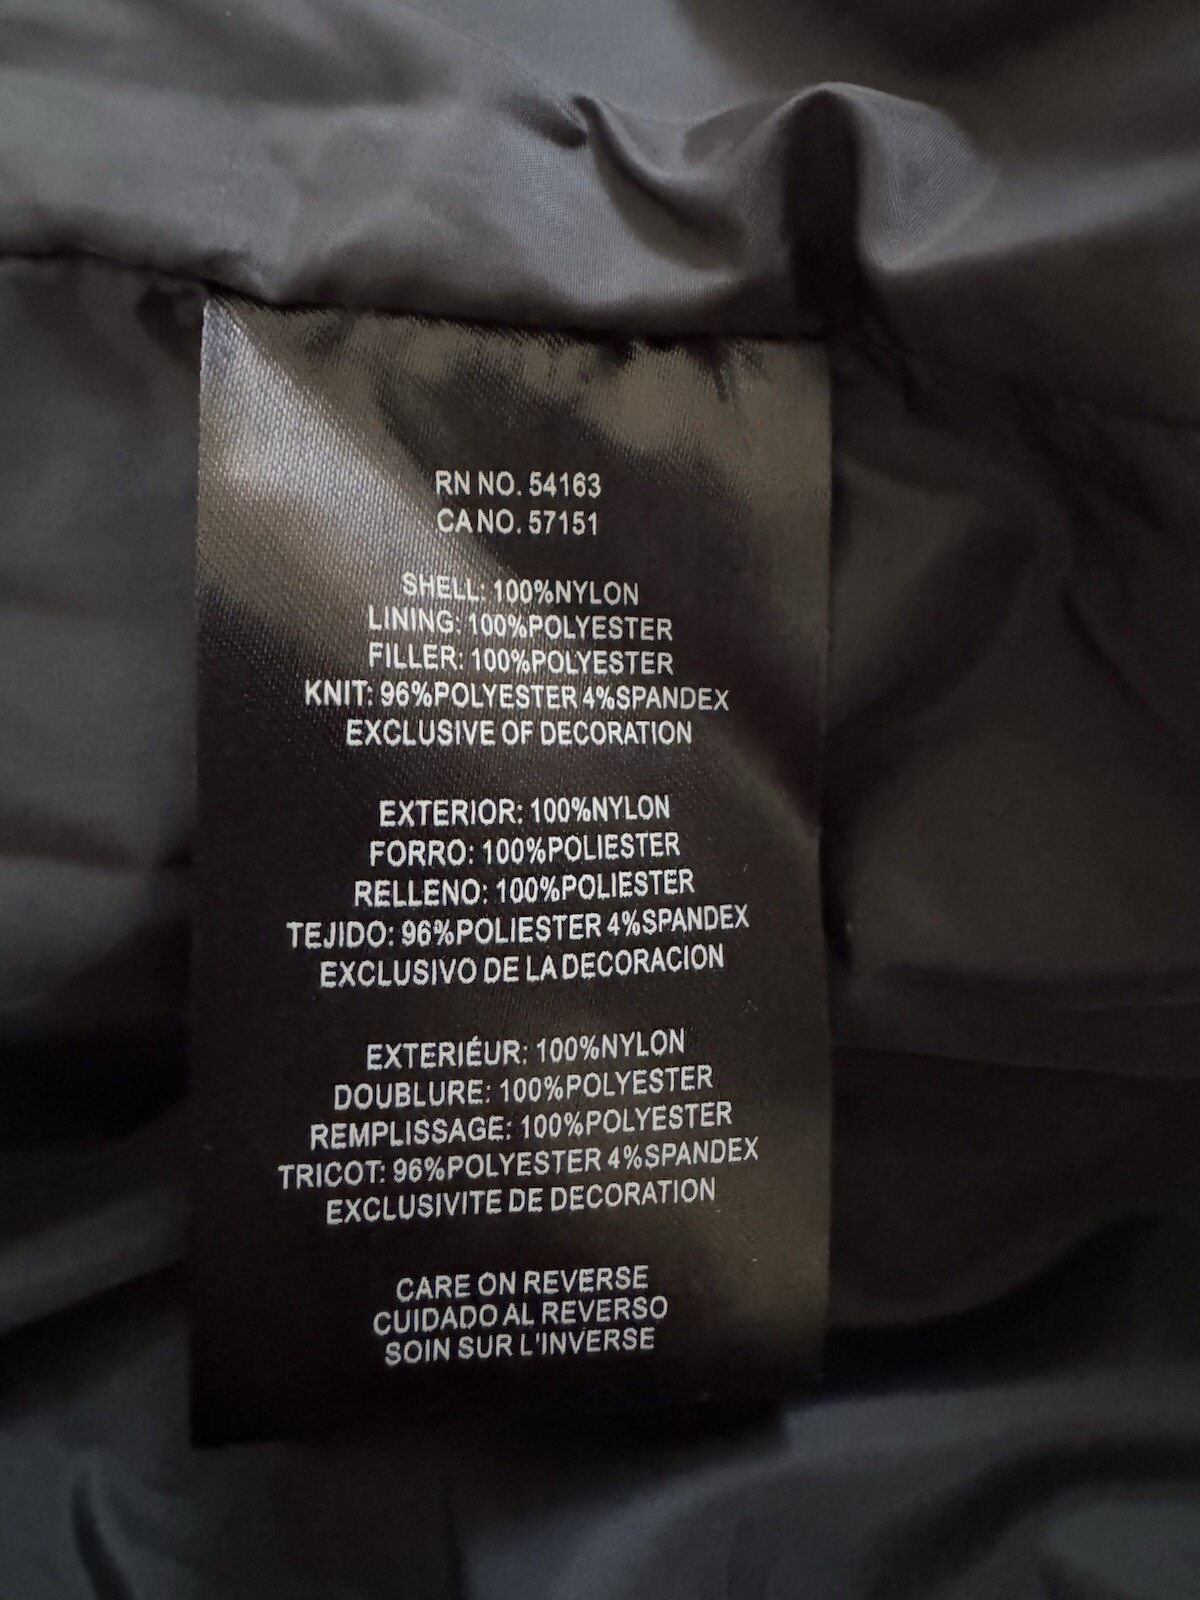 RN NO. 54163
CA NO. 57151
SHELL: 100%NYLON
LINING: 100%POLYESTER
FILLER: 100%POLYESTER
KNIT: 96%POLYESTER 4%SPANDEX
EXCLUSIVE OF DECORATION
EXTERIOR: 100%NYLON
FORRO: 100%POLIESTER
RELLENO: 100%POLIESTER
TEJIDO: 96%POLIESTER 4%SPANDEX
EXCLUSIVO DE LA DECORACION
EXTERIÉUR: 100%NYLON
DOUBLURE: 100%POLYESTER
REMPLISSAGE: 100%POLYESTER
TRICOT: 96%POLYESTER 4%SPANDEX
EXCLUSIVITE DE DECORATION
CARE ON REVERSE
CUIDADO AL REVERSO
SOIN SUR L'INVERSE